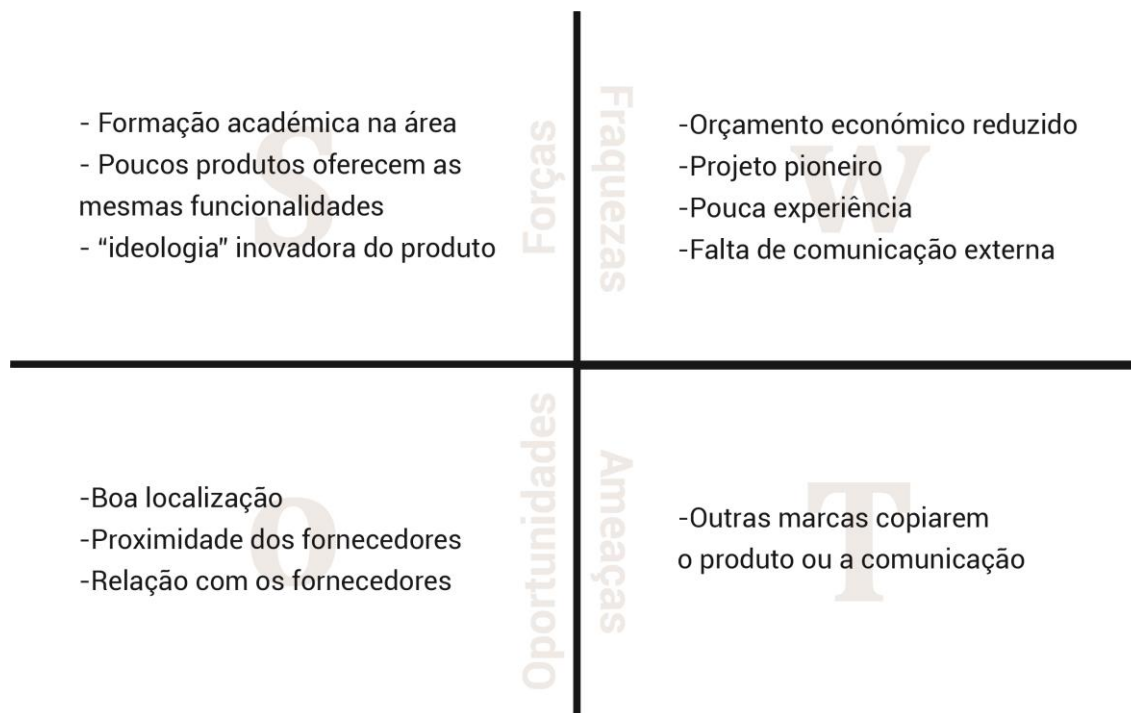 S
Forças
- Formação académica na área
- Poucos produtos oferecem as
mesmas funcionalidades
- “ideologia” inovadora do produto
w
Fraquezas
-Orçamento económico reduzido
-Projeto pioneiro
-Pouca experiência
-Falta de comunicação externa
o
Oportunidades
-Boa localização
-Proximidade dos fornecedores
-Relação com os fornecedores
T
Ameaças
-Outras marcas copiarem
o produto ou a comunicação